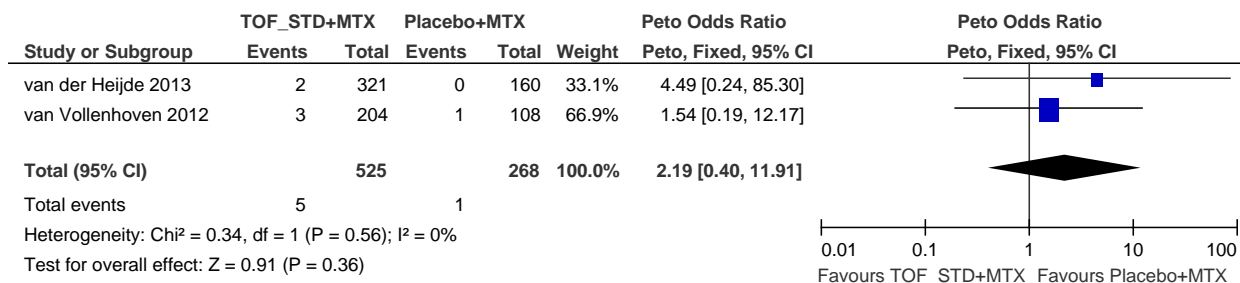 TOF_STD+MTX Placebo+MTX Peto Odds Ratio Peto Odds Ratio
Study or Subgroup Events Total Events Total Weight Peto, Fixed, 95% CI Peto, Fixed, 95% CI
van der Heijde 2013 2 321 0 160 33.1% 4.49 [0.24, 85.30]
van Vollenhoven 2012 3 204 1 108 66.9% 1.54 [0.19, 12.17]
Total (95% CI) 525 268 100.0% 2.19 [0.40, 11.91]
Total events 5 1
Heterogeneity: Chi² = 0.34, df = 1 (P = 0.56); I² = 0%
Test for overall effect: Z = 0.91 (P = 0.36)
0.01 0.1 1 10 100
Favours TOF_STD+MTX Favours Placebo+MTX